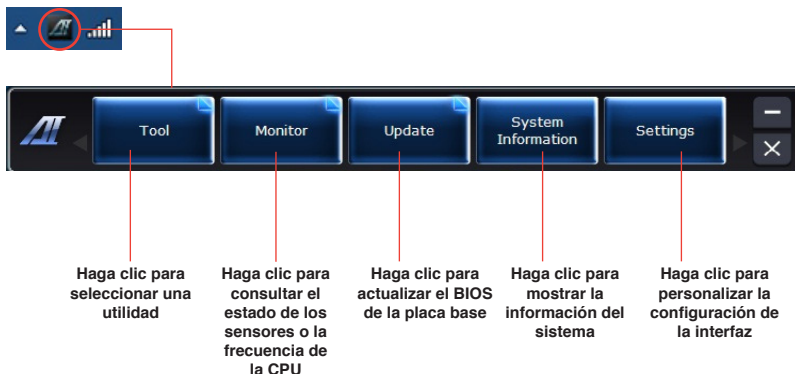 Tool
Monitor
Update
System
Information
Settings
Haga clic para
seleccionar una
utilidad
Haga clic para
consultar el
estado de los
sensores o la
frecuencia de
la CPU
Haga clic para
actualizar el BIOS
de la placa base
Haga clic para
mostrar la
información del
sistema
Haga clic para
personalizar la
configuración de
la interfaz